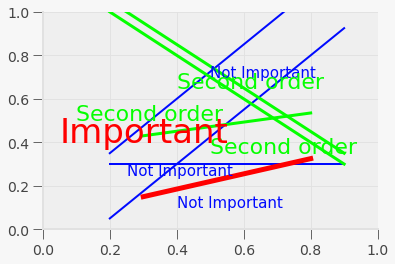 1.0
0.8
0.6
0.4
0.2
0.0
Not Important
Second order
Second order
Important
Second order
Not Important
Not Important
0.0 0.2 0.4 0.6 0.8 1.0